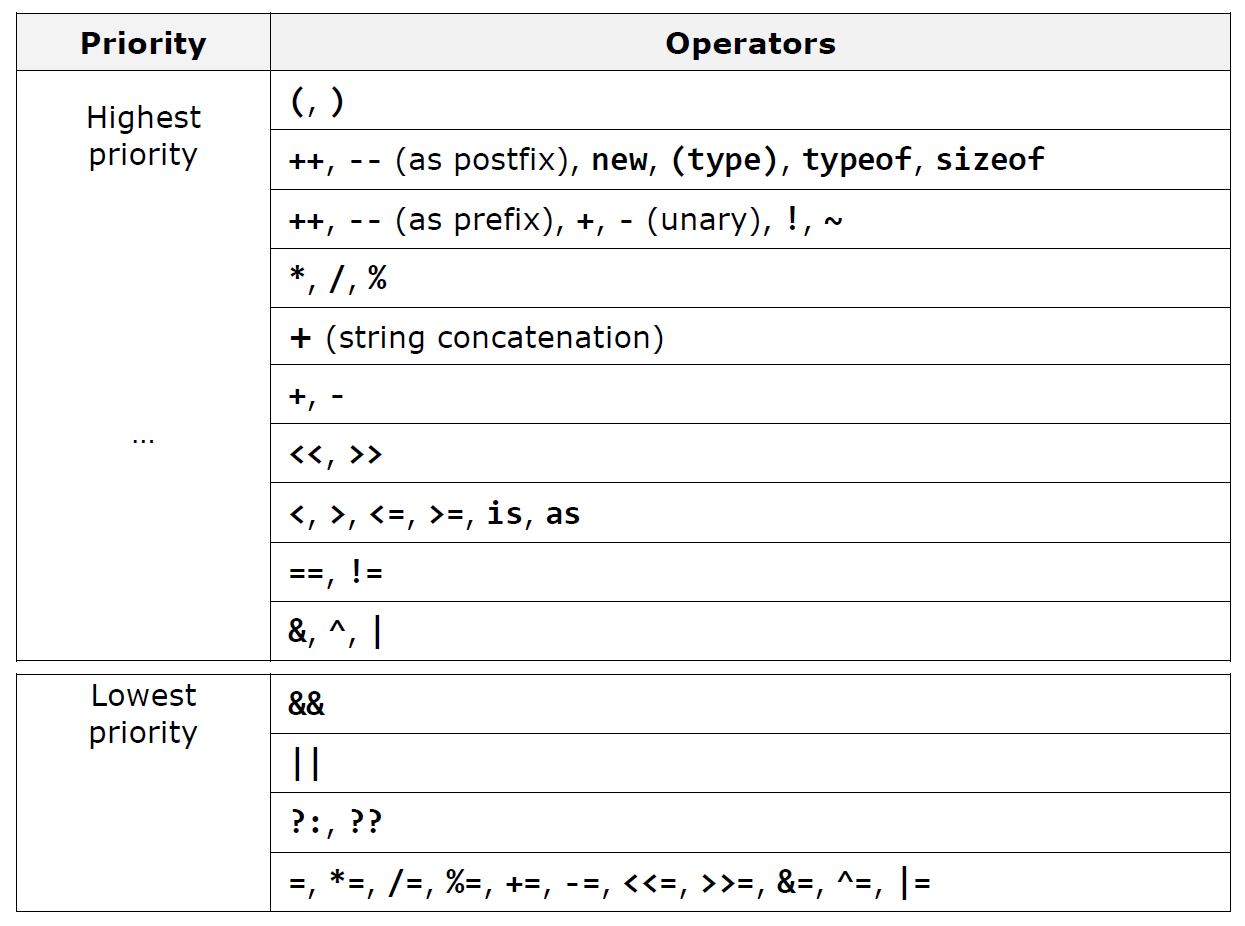 Priority Operators
Highest
priority
(, )
++, -- (as postfix), new, (type), typeof, sizeof
++, -- (as prefix), +, - (unary), !, ~
*, /, %
+ (string concatenation)
+, -
...
<<, >>
<, >, <=, >=, is, as
==, !=
&, ^, |
Lowest
priority
&&
||
?:, ??
=, *=, /=, %=, +=, -=, <<=, >>=, &=, ^=, |=